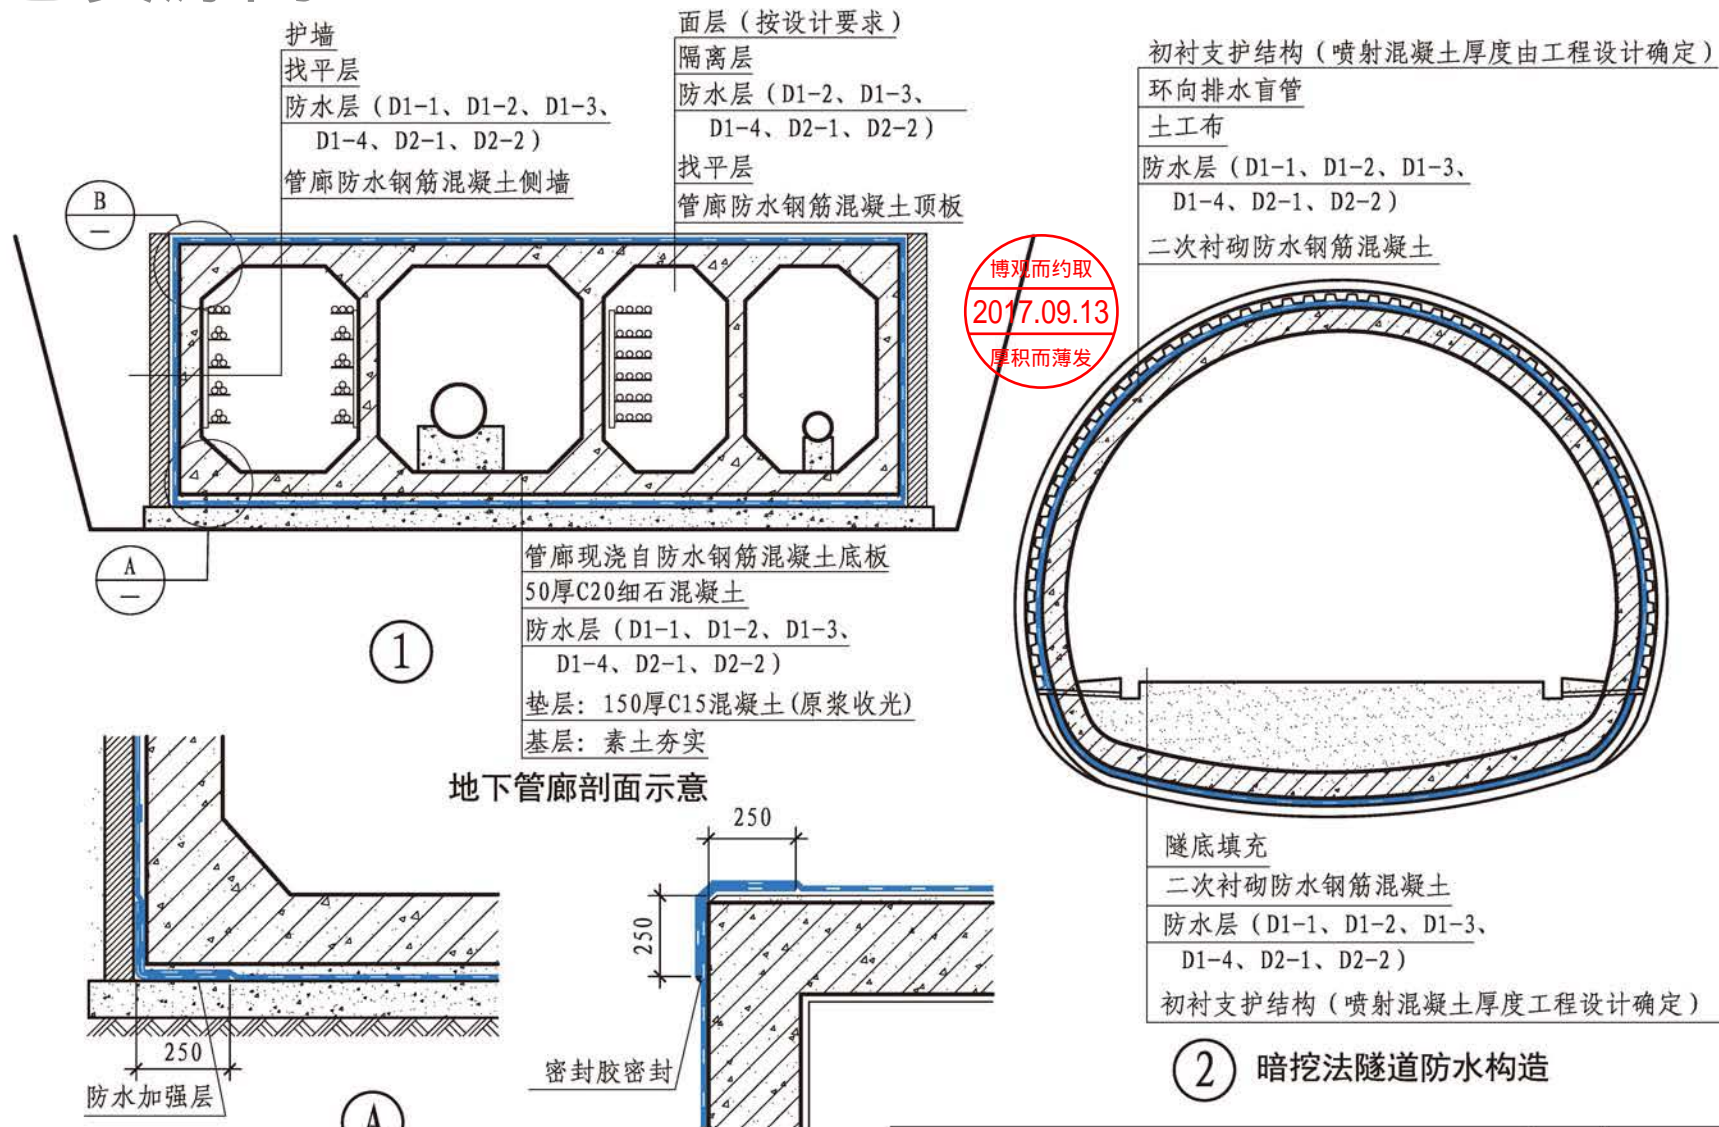 护墙
找平层
防水层（D1-1、D1-2、D1-3、
D1-4、D2-1、D2-2）
管廊防水钢筋混凝土侧墙
面层（按设计要求）
隔离层
防水层（D1-2、D1-3、
D1-4、D2-1、D2-2）
找平层
管廊防水钢筋混凝土顶板
初衬支护结构（喷射混凝土厚度由工程设计确定）
环向排水盲管
土工布
防水层（D1-1、D1-2、D1-3、
D1-4、D2-1、D2-2）
二次衬砌防水钢筋混凝土
B
—
博观而约取
2017.09.13
厚积而薄发
A
—
管廊现浇自防水钢筋混凝土底板
50厚C20细石混凝土
防水层（D1-1、D1-2、D1-3、
D1-4、D2-1、D2-2）
垫层：150厚C15混凝土(原浆收光)
基层：素土夯实
1
地下管廊剖面示意
250
250
密封胶密封
250
防水加强层
A
隧底填充
二次衬砌防水钢筋混凝土
防水层（D1-1、D1-2、D1-3、
D1-4、D2-1、D2-2）
初衬支护结构（喷射混凝土厚度工程设计确定）
2 暗挖法隧道防水构造